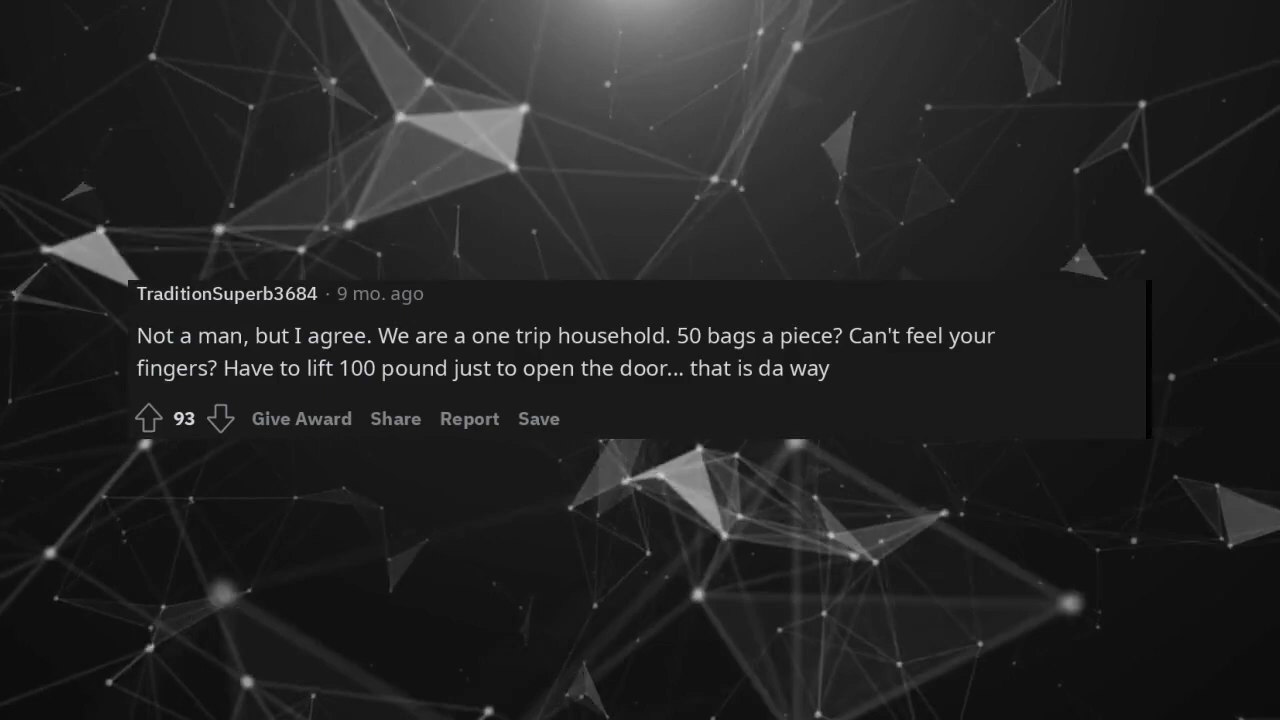 TraditionSuperb3684 · 9 mo. ago
Not a man, but I agree. We are a one trip household. 50 bags a piece? Can't feel your
fingers? Have to lift 100 pound just to open the door... that is da way
93 Give Award Share Report Save